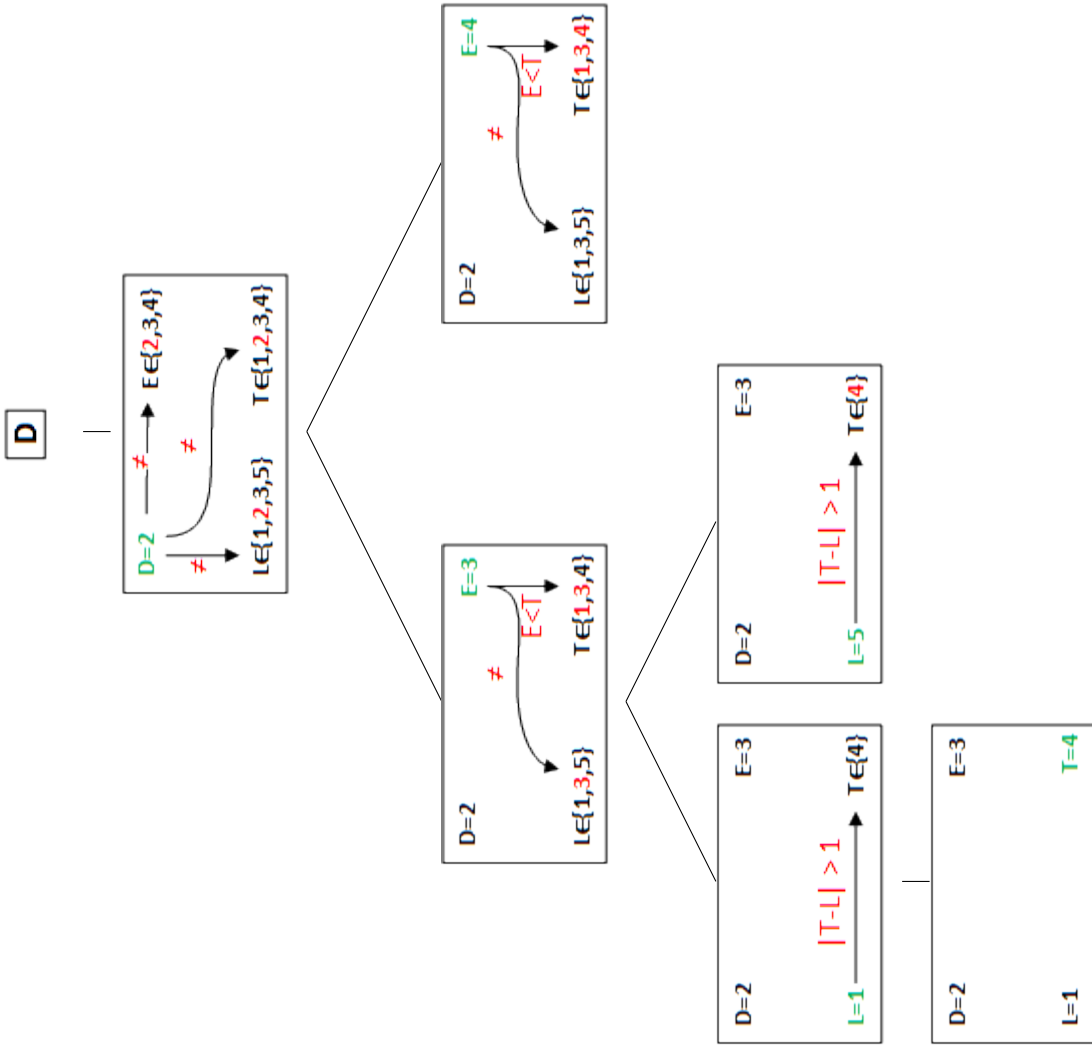 D
D=2 ≠ E∈{2,3,4}
≠ ≠
L∈{1,2,3,5} T∈{1,2,3,4}
D=2 E=3
≠ E<T
L∈{1,3,5} T∈{1,3,4}
D=2 E=4
≠ E<T
L∈{1,3,5} T∈{1,3,4}
D=2 E=3
|T-L| > 1
L=1 T∈{4}
D=2 E=3
|T-L| > 1
L=5 T∈{4}
D=2 E=3
L=1 T=4